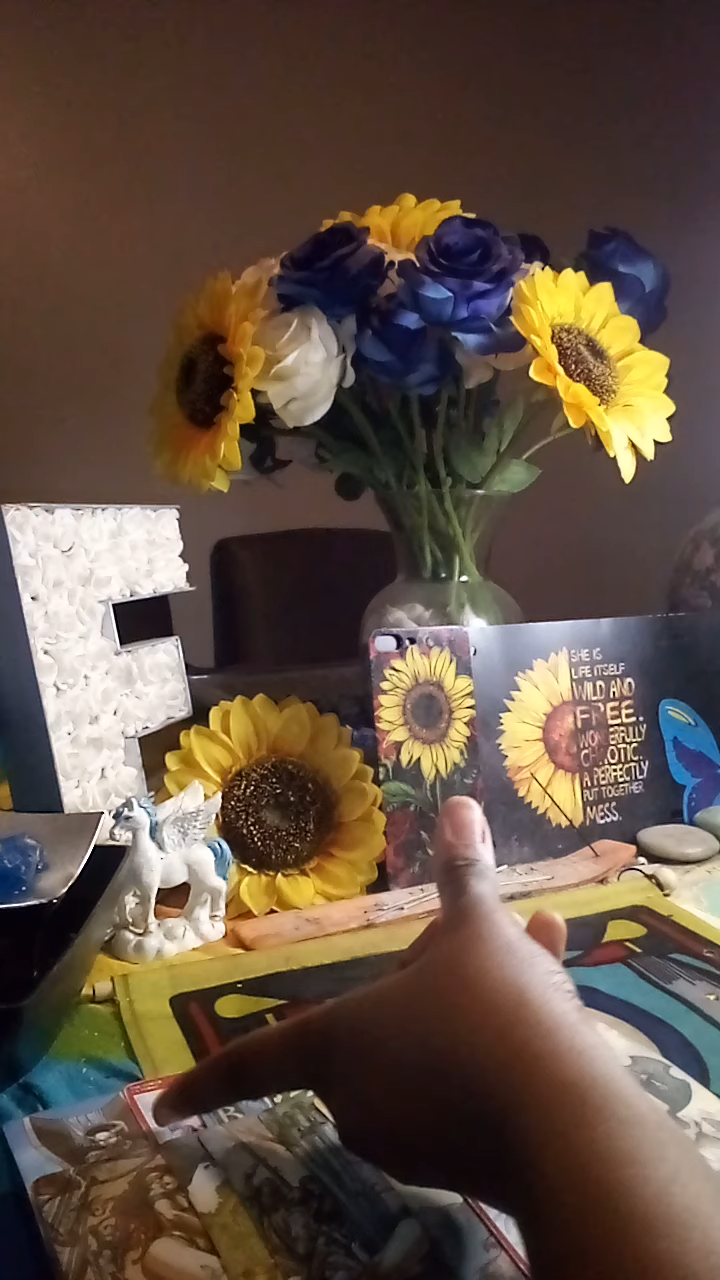 E
SHE IS
LIFE ITSELF
WILD AND
FREE.
WONDERFULLY
CHAOTIC.
A PERFECTLY
PUT TOGETHER
MESS.